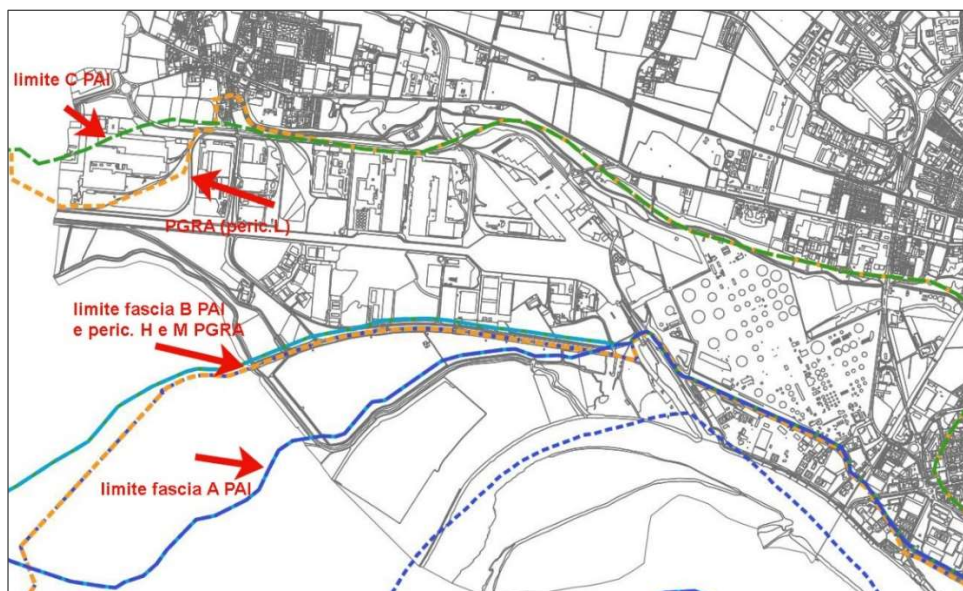 limite C PAI
PGRA (peric.L)
limite fascia B PAI
e peric. H e M PGRA
limite fascia A PAI